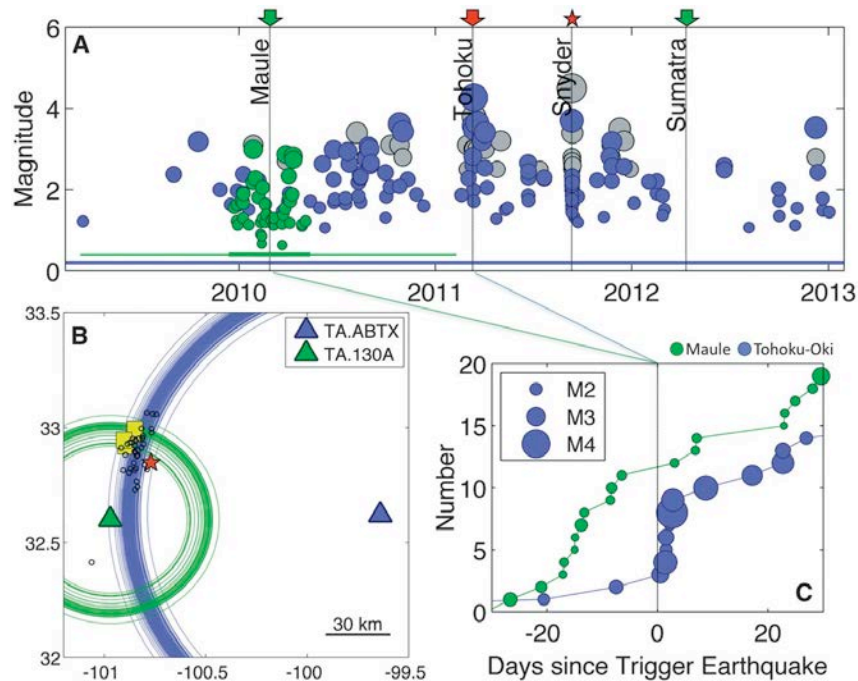 A
Magnitude
6
4
2
0
Maule
Tohoku
Snyder
Sumatra
2010
2011
2012
2013
B
33.5
33
32.5
32
TA.ABTX
TA.130A
30 km
-101
-100.5
-100
-99.5
Maule
Tohoku-Oki
Number
20
15
10
5
0
M2
M3
M4
C
-20
0
20
Days since Trigger Earthquake